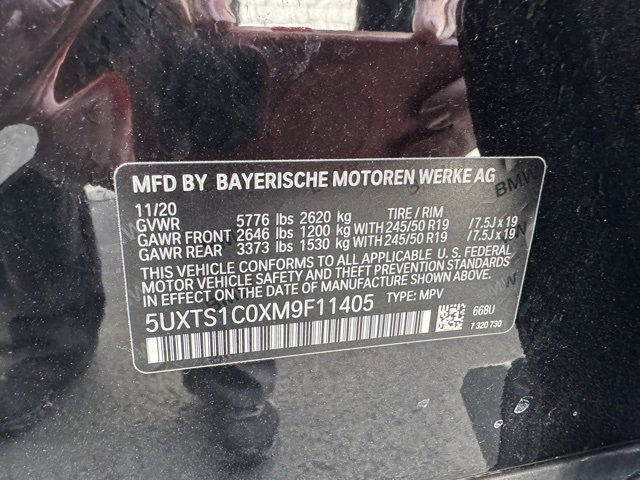 MFD BY BAYERISCHE MOTOREN WERKE AG
11/20
GVWR 5776 lbs 2620 kg TIRE / RIM
GAWR FRONT 2646 lbs 1200 kg WITH 245/50 R19 / 7.5J x 19
GAWR REAR 3373 lbs 1530 kg WITH 245/50 R19 / 7.5J x 19
THIS VEHICLE CONFORMS TO ALL APPLICABLE U. S. FEDERAL
MOTOR VEHICLE SAFETY AND THEFT PREVENTION STANDARDS
IN EFFECT ON THE DATE OF MANUFACTURE SHOWN ABOVE.
5UXTS1C0XM9F11405 TYPE: MPV
668U
7 320 730
BMW